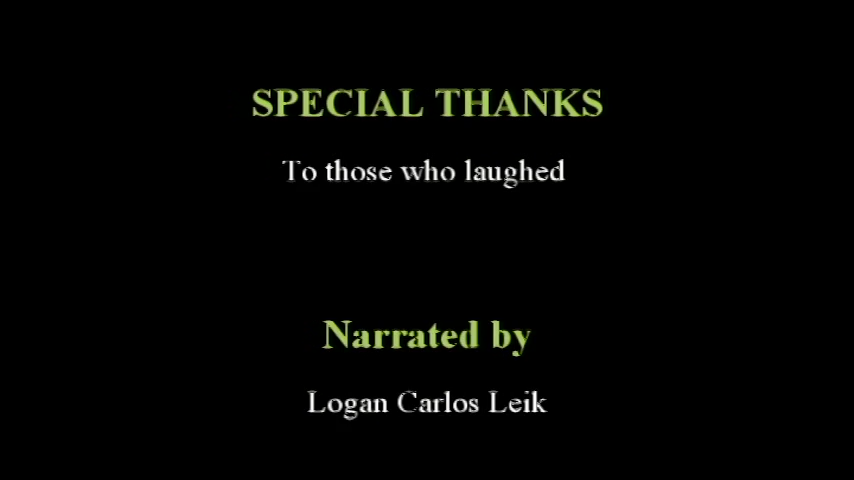 SPECIAL THANKS
To those who laughed
Narrated by
Logan Carlos Leik